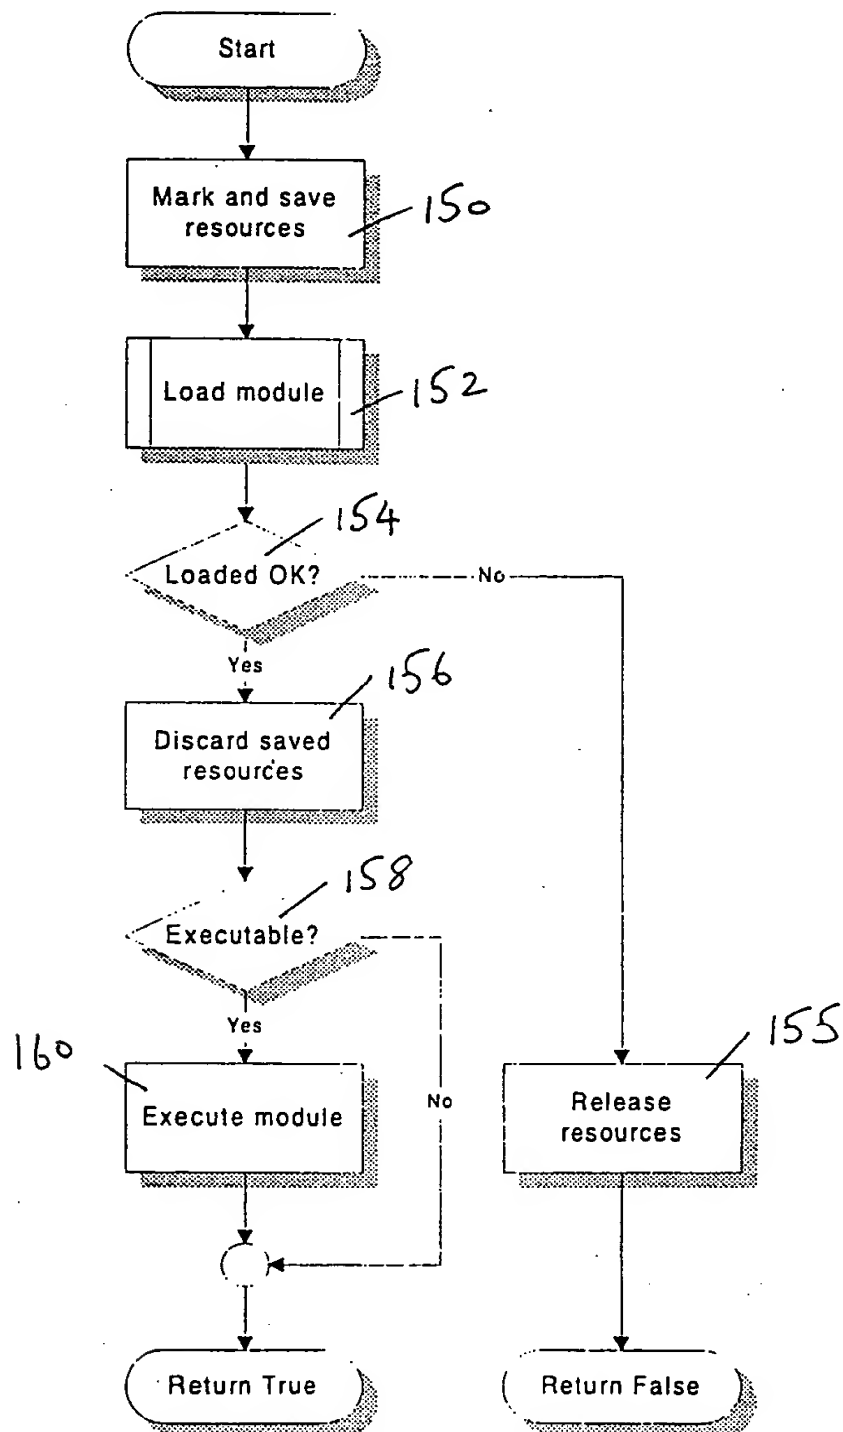 Start
Mark and save
resources
150
Load module
152
154
Loaded OK?
No
Yes
156
Discard saved
resources
158
Executable?
Yes
No
160
Execute module
155
Release
resources
Return True
Return False